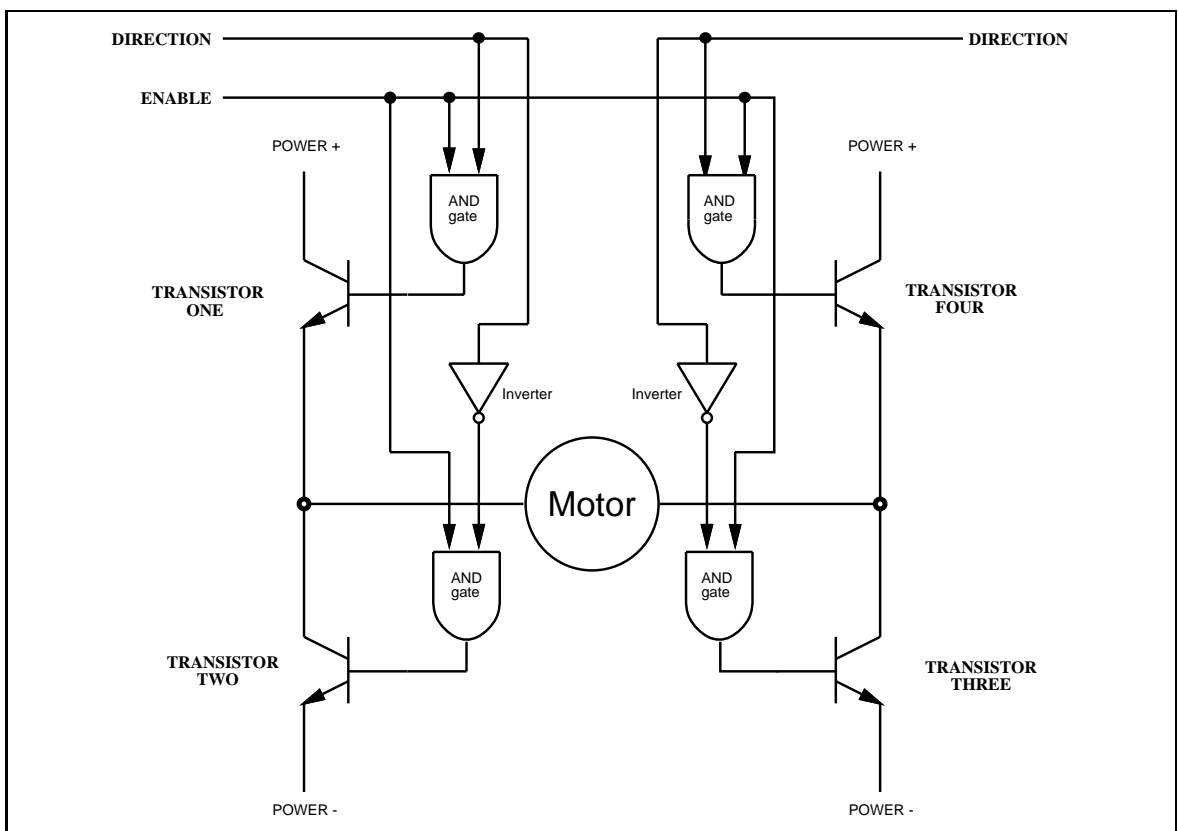 DIRECTION
DIRECTION
ENABLE
POWER +
POWER +
AND
gate
AND
gate
TRANSISTOR
ONE
TRANSISTOR
FOUR
Inverter
Inverter
Motor
AND
gate
AND
gate
TRANSISTOR
TWO
TRANSISTOR
THREE
POWER -
POWER -